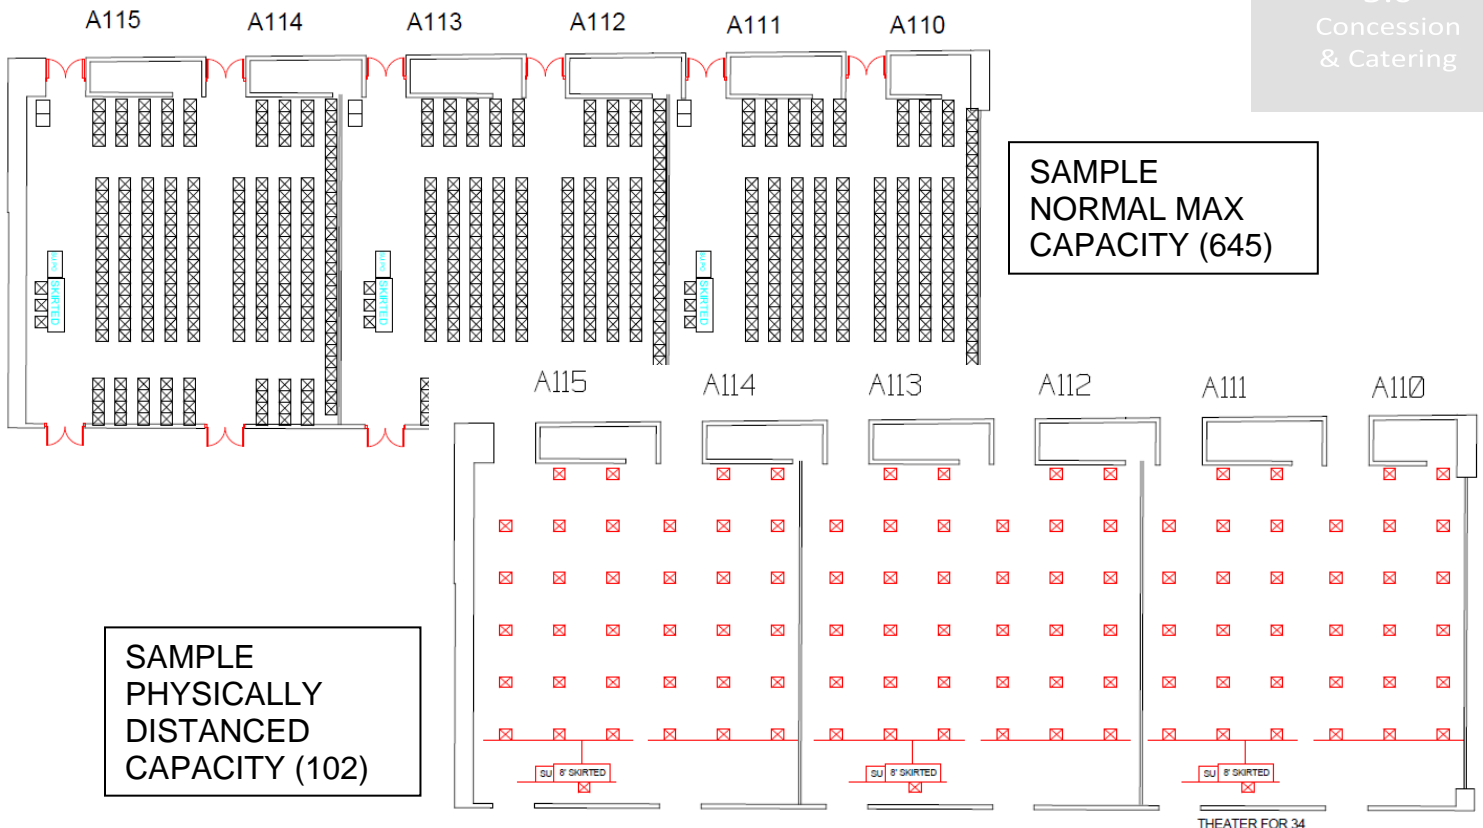 A115 A114 A113 A112 A111 A110
Concession
& Catering
SAMPLE
NORMAL MAX
CAPACITY (645)
SKIRTED SKIRTED SKIRTED
A115 A114 A113 A112 A111 A110
SAMPLE
PHYSICALLY
DISTANCED
CAPACITY (102)
SU 8' SKIRTED SU 8' SKIRTED SU 8' SKIRTED
THEATER FOR 34